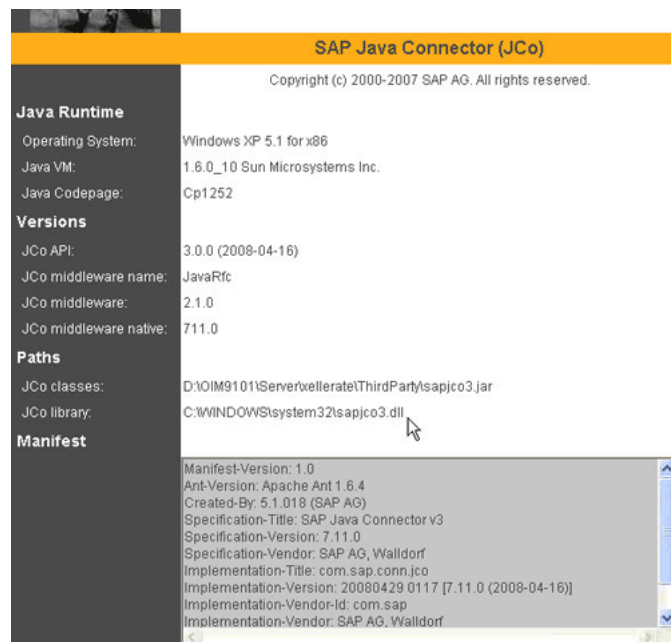 SAP Java Connector (JCo)
Copyright (c) 2000-2007 SAP AG. All rights reserved.
Java Runtime
Operating System: Windows XP 5.1 for x86
Java VM: 1.6.0_10 Sun Microsystems Inc.
Java Codepage: Cp1252
Versions
JCo API: 3.0.0 (2008-04-16)
JCo middleware name: JavaRfc
JCo middleware: 2.1.0
JCo middleware native: 711.0
Paths
JCo classes: D:\OIM9101\Server\xellerate\ThirdParty\sapjco3.jar
JCo library: C:\WINDOWS\system32\sapjco3.dll
Manifest
Manifest-Version: 1.0
Ant-Version: Apache Ant 1.6.4
Created-By: 5.1.018 (SAP AG)
Specification-Title: SAP Java Connector v3
Specification-Version: 7.11.0
Specification-Vendor: SAP AG, Walldorf
Implementation-Title: com.sap.conn.jco
Implementation-Version: 20080429 0117 [7.11.0 (2008-04-16)]
Implementation-Vendor-Id: com.sap
Implementation-Vendor: SAP AG, Walldorf